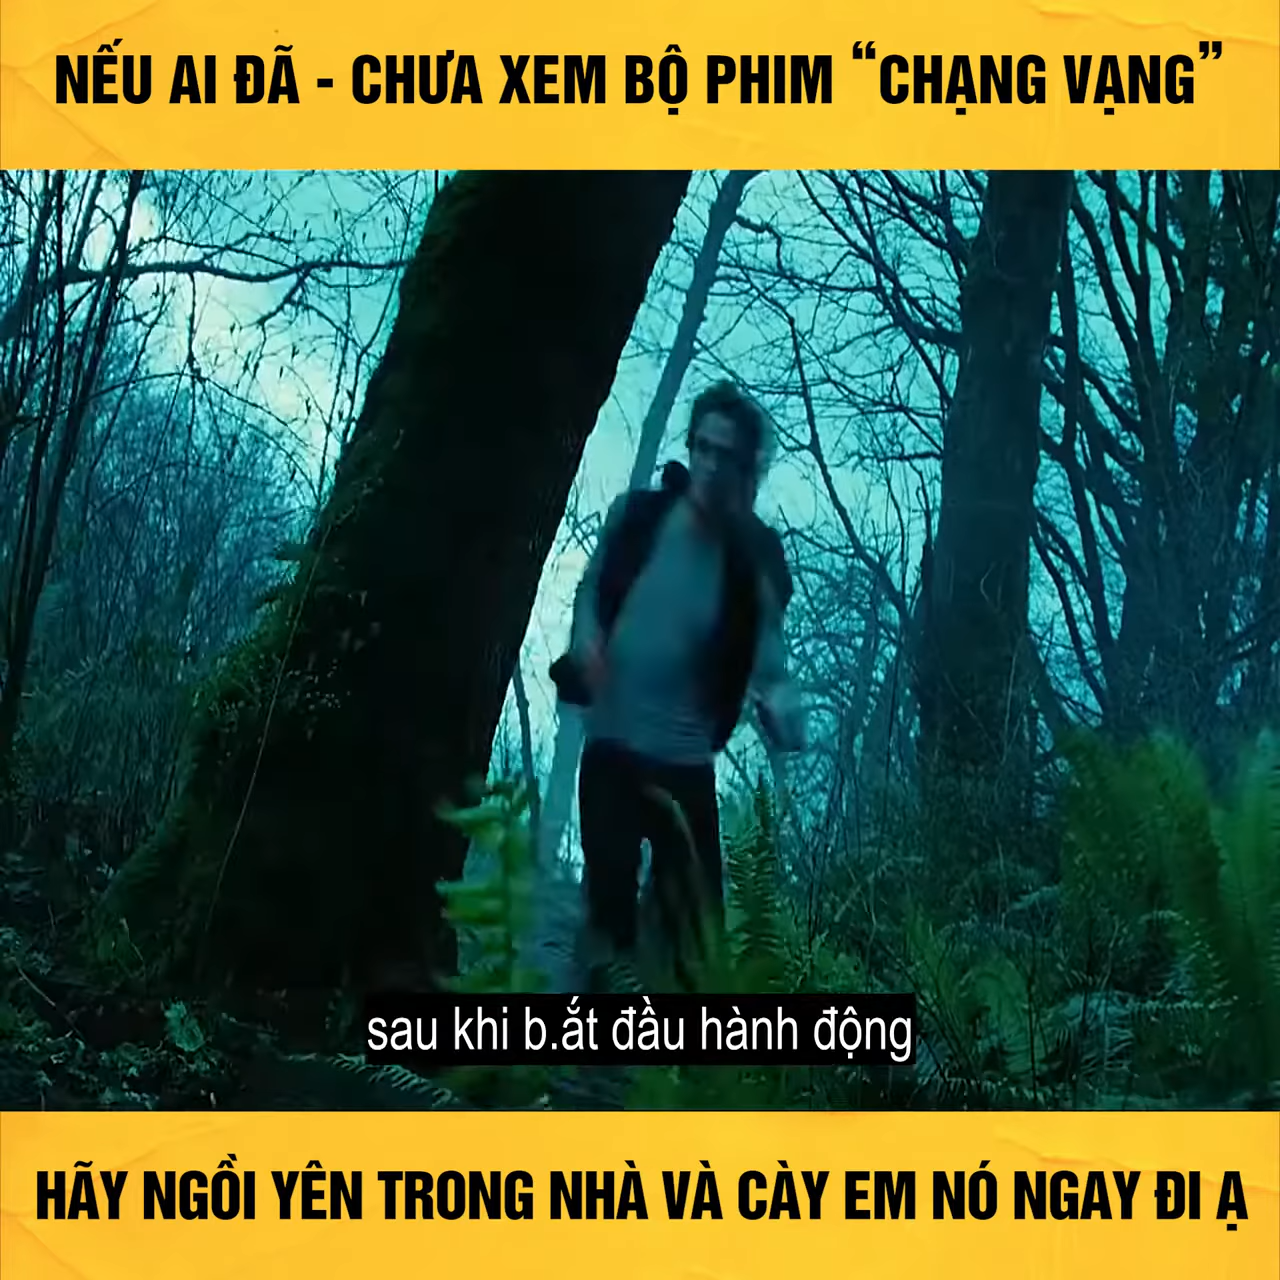 NẾU AI ĐÃ - CHƯA XEM BỘ PHIM “CHẠNG VẠNG”
sau khi b.ắt đầu hành động
HÃY NGỒI YÊN TRONG NHÀ VÀ CÀY EM NÓ NGAY ĐI Ạ